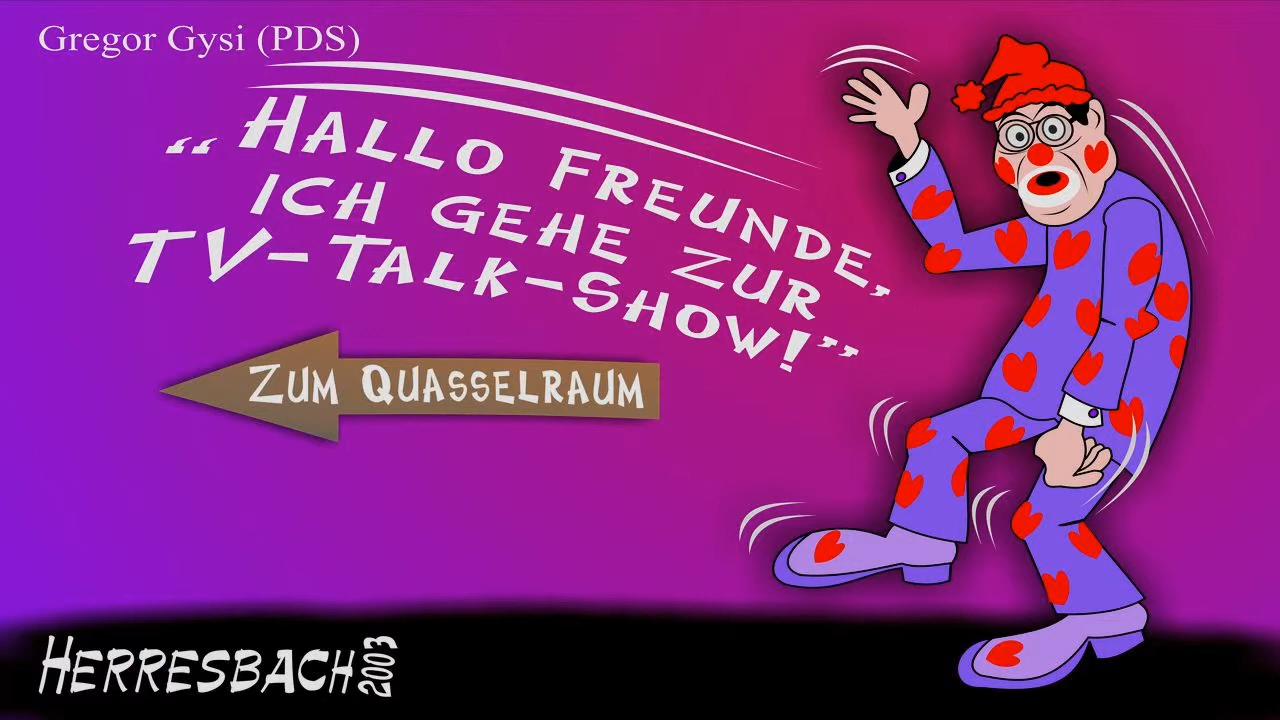 Gregor Gysi (PDS)
“HALLO FREUNDE,
ICH GEHE ZUR
TV-TALK-SHOW!”
ZUM QUASSELRAUM
HERRESBACH 2003